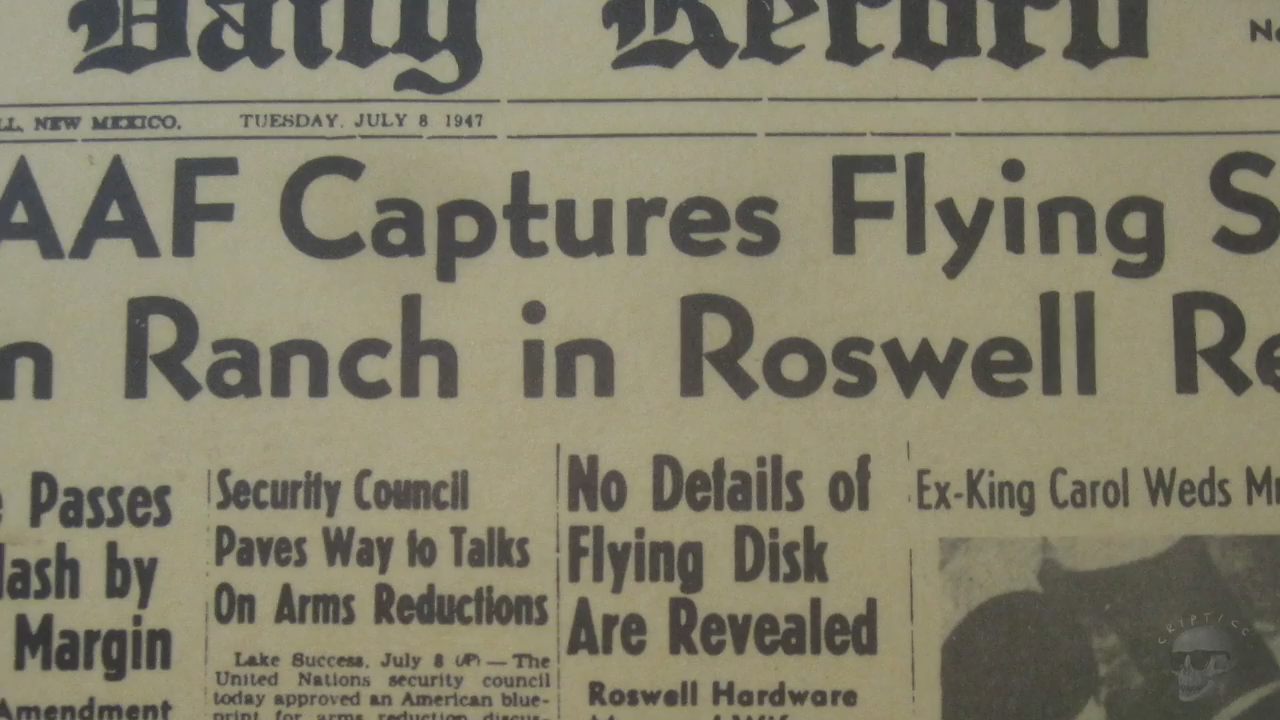 Daily Record
LL, NEW MEXICO, TUESDAY, JULY 8 1947
AAF Captures Flying S
n Ranch in Roswell Re
Passes
lash by
Margin
Amendment
Security Council
Paves Way to Talks
On Arms Reductions
Lake Success, July 8 (AP) — The
United Nations security council
today approved an American blue-
print for arms reduction discus-
No Details of
Flying Disk
Are Revealed
Roswell Hardware
Ex-King Carol Weds M
CRIPTICC